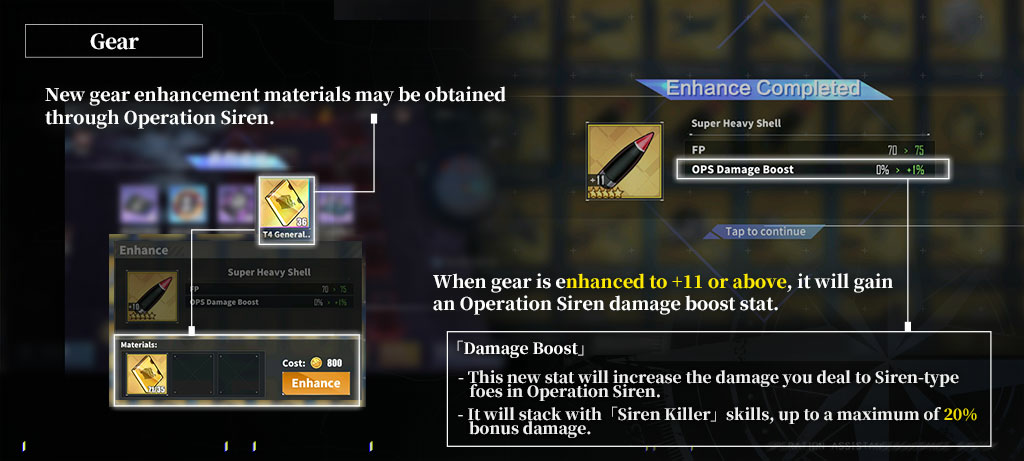 Gear
New gear enhancement materials may be obtained
through Operation Siren.
36
T4 General..
Enhance
Super Heavy Shell
FP 70 > 75
OPS Damage Boost 0% > +1%
+10
Materials:
Cost: 800
Enhance
Enhance Completed
Super Heavy Shell
FP 70 > 75
OPS Damage Boost 0% > +1%
+11
Tap to continue
When gear is enhanced to +11 or above, it will gain
an Operation Siren damage boost stat.
「Damage Boost」
- This new stat will increase the damage you deal to Siren-type
foes in Operation Siren.
- It will stack with「Siren Killer」skills, up to a maximum of 20%
bonus damage.